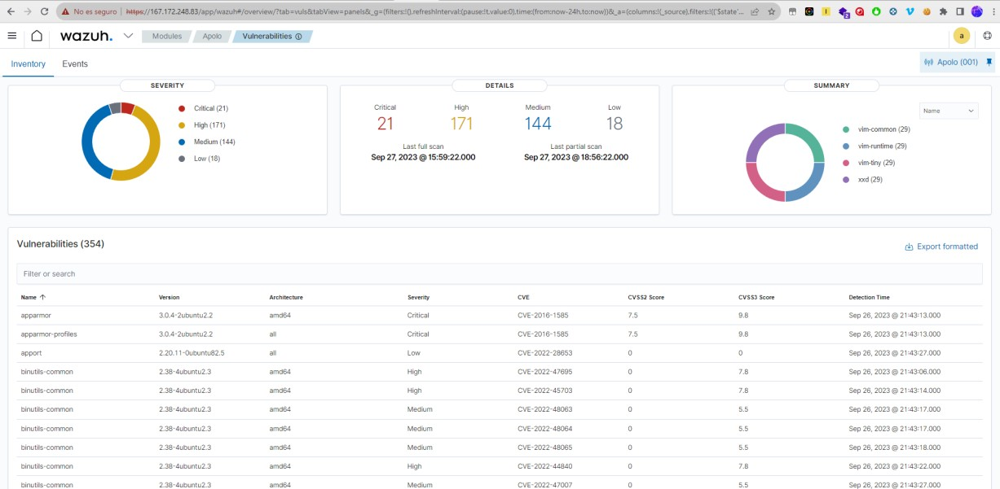 No es seguro | https://167.172.248.83/app/wazuh#/overview/?tab=vuls&tabView=panels&_g=(filters:!(),refreshInterval:(pause:!t,value:0),time:(from:now-24h,to:now))&_a=(columns:!(_source),filters:!(('$state'...
2
wazuh. Modules Apolo Vulnerabilities a
Inventory Events Apolo (001)
SEVERITY
Critical (21)
High (171)
Medium (144)
Low (18)
DETAILS
Critical High Medium Low
21 171 144 18
Last full scan Last partial scan
Sep 27, 2023 @ 15:59:22.000 Sep 27, 2023 @ 18:56:22.000
SUMMARY
Name
vim-common (29)
vim-runtime (29)
vim-tiny (29)
xxd (29)
Vulnerabilities (354)
Export formatted
Filter or search
Name Version Architecture Severity CVE CVSS2 Score CVSS3 Score Detection Time
apparmor 3.0.4-2ubuntu2.2 amd64 Critical CVE-2016-1585 7.5 9.8 Sep 26, 2023 @ 21:43:13.000
apparmor-profiles 3.0.4-2ubuntu2.2 all Critical CVE-2016-1585 7.5 9.8 Sep 26, 2023 @ 21:43:13.000
apport 2.20.11-0ubuntu82.5 all Low CVE-2022-28653 0 0 Sep 26, 2023 @ 21:43:27.000
binutils-common 2.38-4ubuntu2.3 amd64 High CVE-2022-47695 0 7.8 Sep 26, 2023 @ 21:43:06.000
binutils-common 2.38-4ubuntu2.3 amd64 High CVE-2022-45703 0 7.8 Sep 26, 2023 @ 21:43:14.000
binutils-common 2.38-4ubuntu2.3 amd64 Medium CVE-2022-48063 0 5.5 Sep 26, 2023 @ 21:43:17.000
binutils-common 2.38-4ubuntu2.3 amd64 Medium CVE-2022-48064 0 5.5 Sep 26, 2023 @ 21:43:17.000
binutils-common 2.38-4ubuntu2.3 amd64 Medium CVE-2022-48065 0 5.5 Sep 26, 2023 @ 21:43:18.000
binutils-common 2.38-4ubuntu2.3 amd64 High CVE-2022-44840 0 7.8 Sep 26, 2023 @ 21:43:22.000
binutils-common 2.38-4ubuntu2.3 amd64 Medium CVE-2022-47007 0 5.5 Sep 26, 2023 @ 21:43:27.000